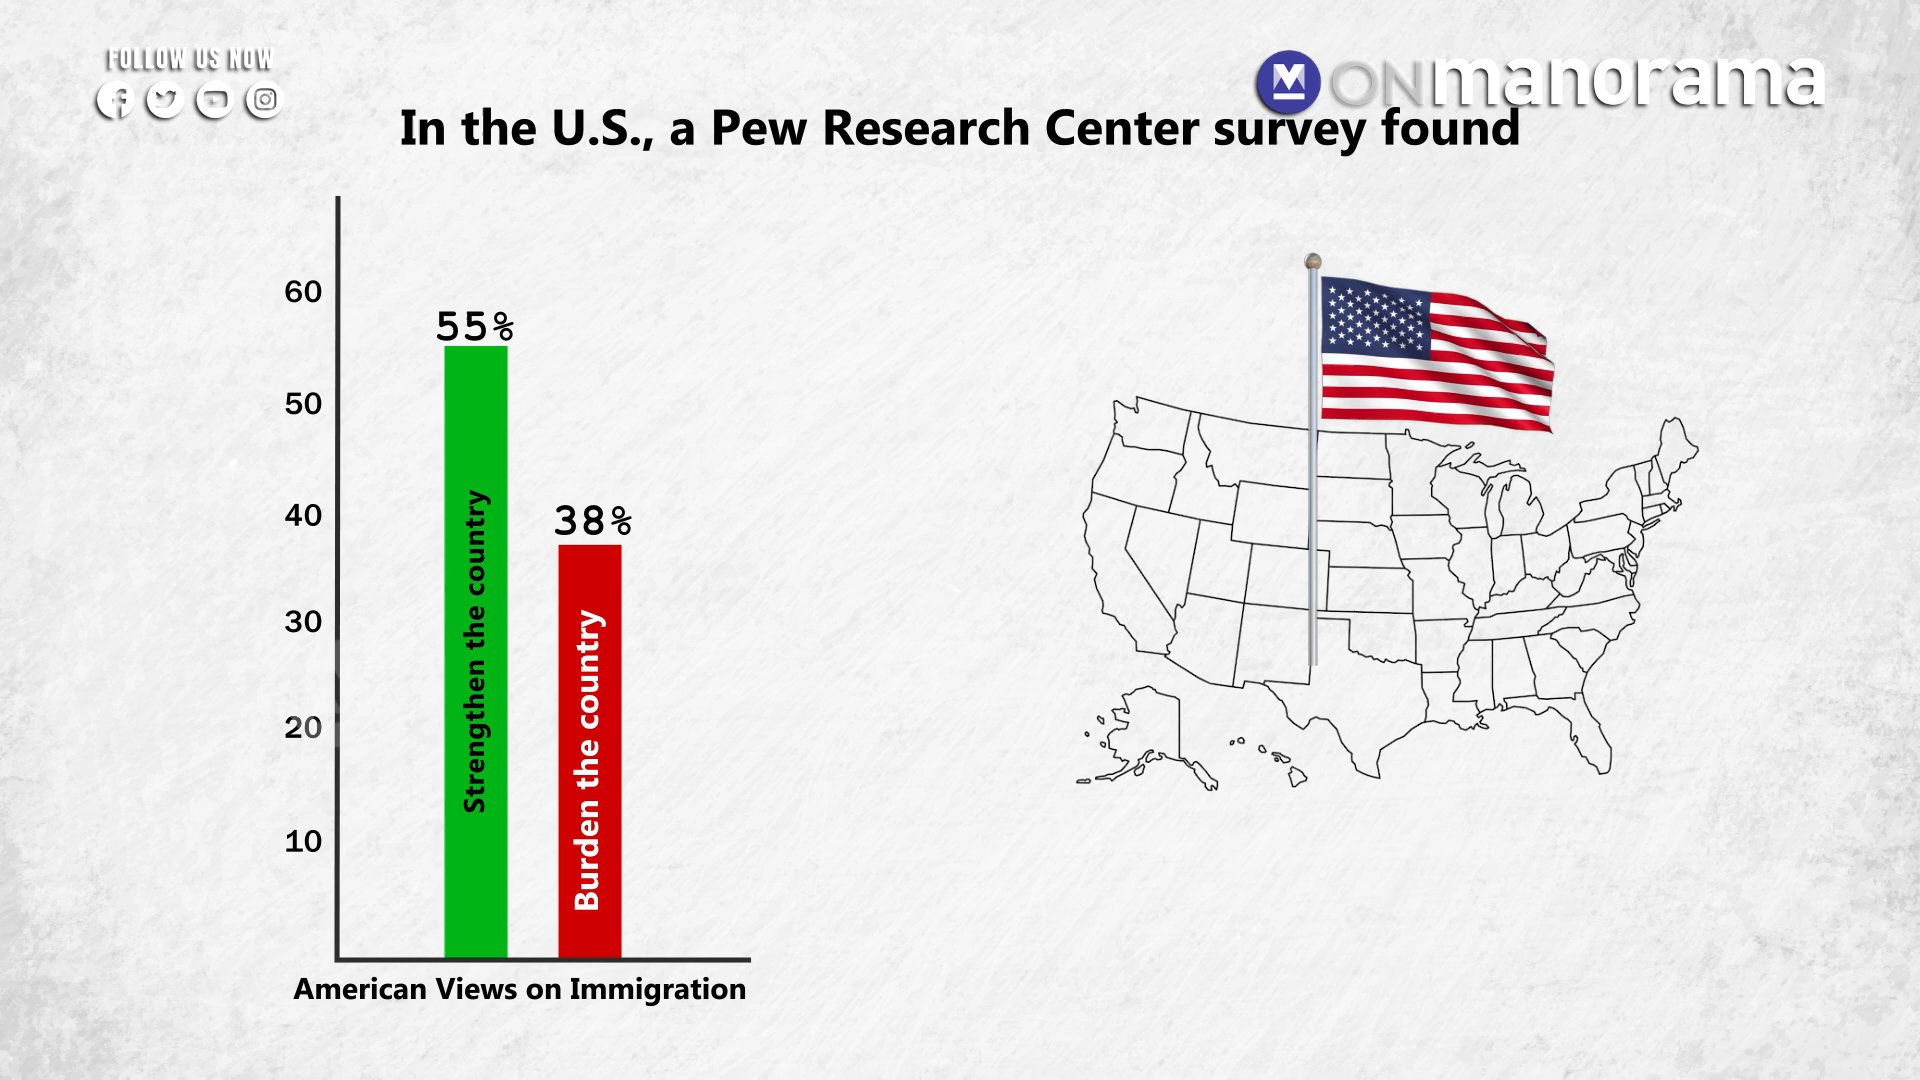 FOLLOW US NOW
ONmanorama
In the U.S., a Pew Research Center survey found
60
50
40
30
20
10
55%
38%
Strengthen the country
Burden the country
American Views on Immigration